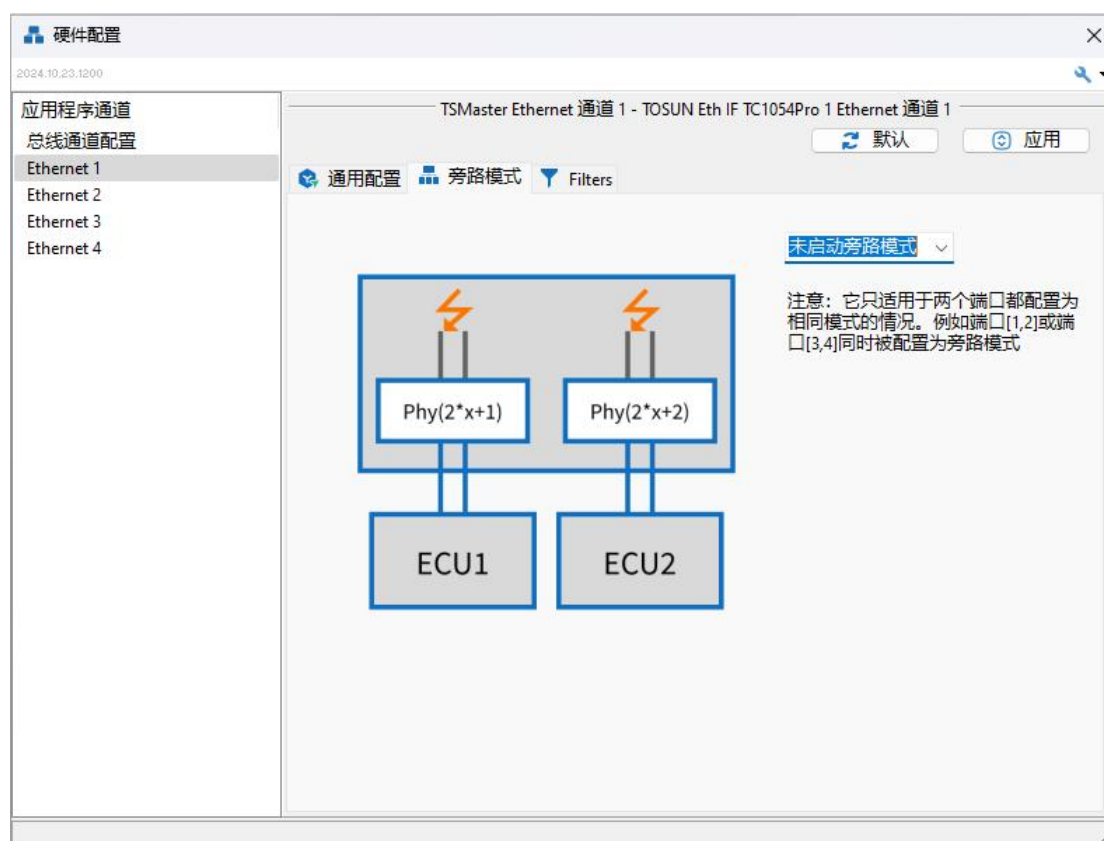 硬件配置
2024.10.23.1200
应用程序通道
总线通道配置
Ethernet 1
Ethernet 2
Ethernet 3
Ethernet 4
TSMaster Ethernet 通道 1 - TOSUN Eth IF TC1054Pro 1 Ethernet 通道 1
默认
应用
通用配置
旁路模式
Filters
未启动旁路模式
注意：它只适用于两个端口都配置为
相同模式的情况。例如端口[1,2]或端
口[3,4]同时被配置为旁路模式
Phy(2*x+1)
Phy(2*x+2)
ECU1
ECU2